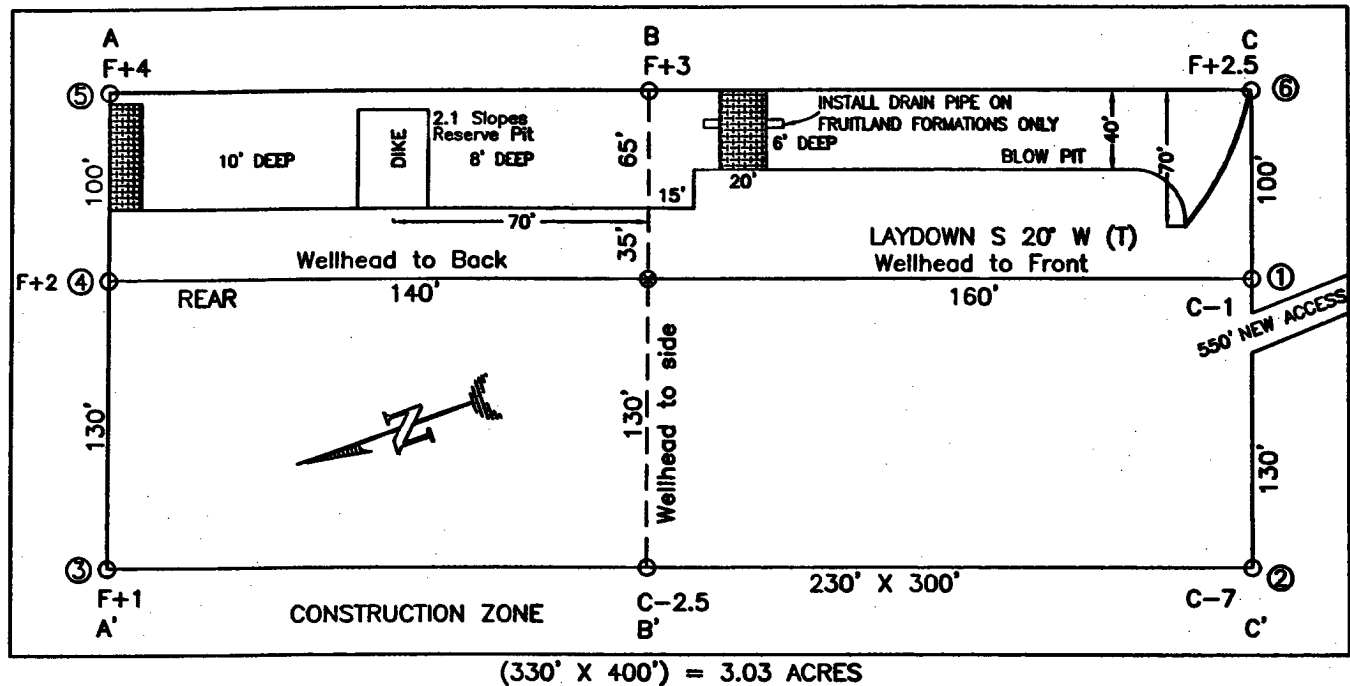 A
B
C
F+4
F+3
F+2.5
5
6
INSTALL DRAIN PIPE ON
FRUITLAND FORMATIONS ONLY
6' DEEP
2.1 Slopes
Reserve Pit
DIKE
10' DEEP
8' DEEP
65'
40'
70'
100'
100'
BLOW PIT
15'
20'
70'
35'
LAYDOWN S 20° W (T)
Wellhead to Back
Wellhead to Front
F+2
4
1
REAR
140'
160'
C-1
550' NEW ACCESS
N
130'
130'
Wellhead to side
130'
3
2
230' X 300'
F+1
CONSTRUCTION ZONE
C-2.5
C-7
A'
B'
C'
(330' X 400') = 3.03 ACRES